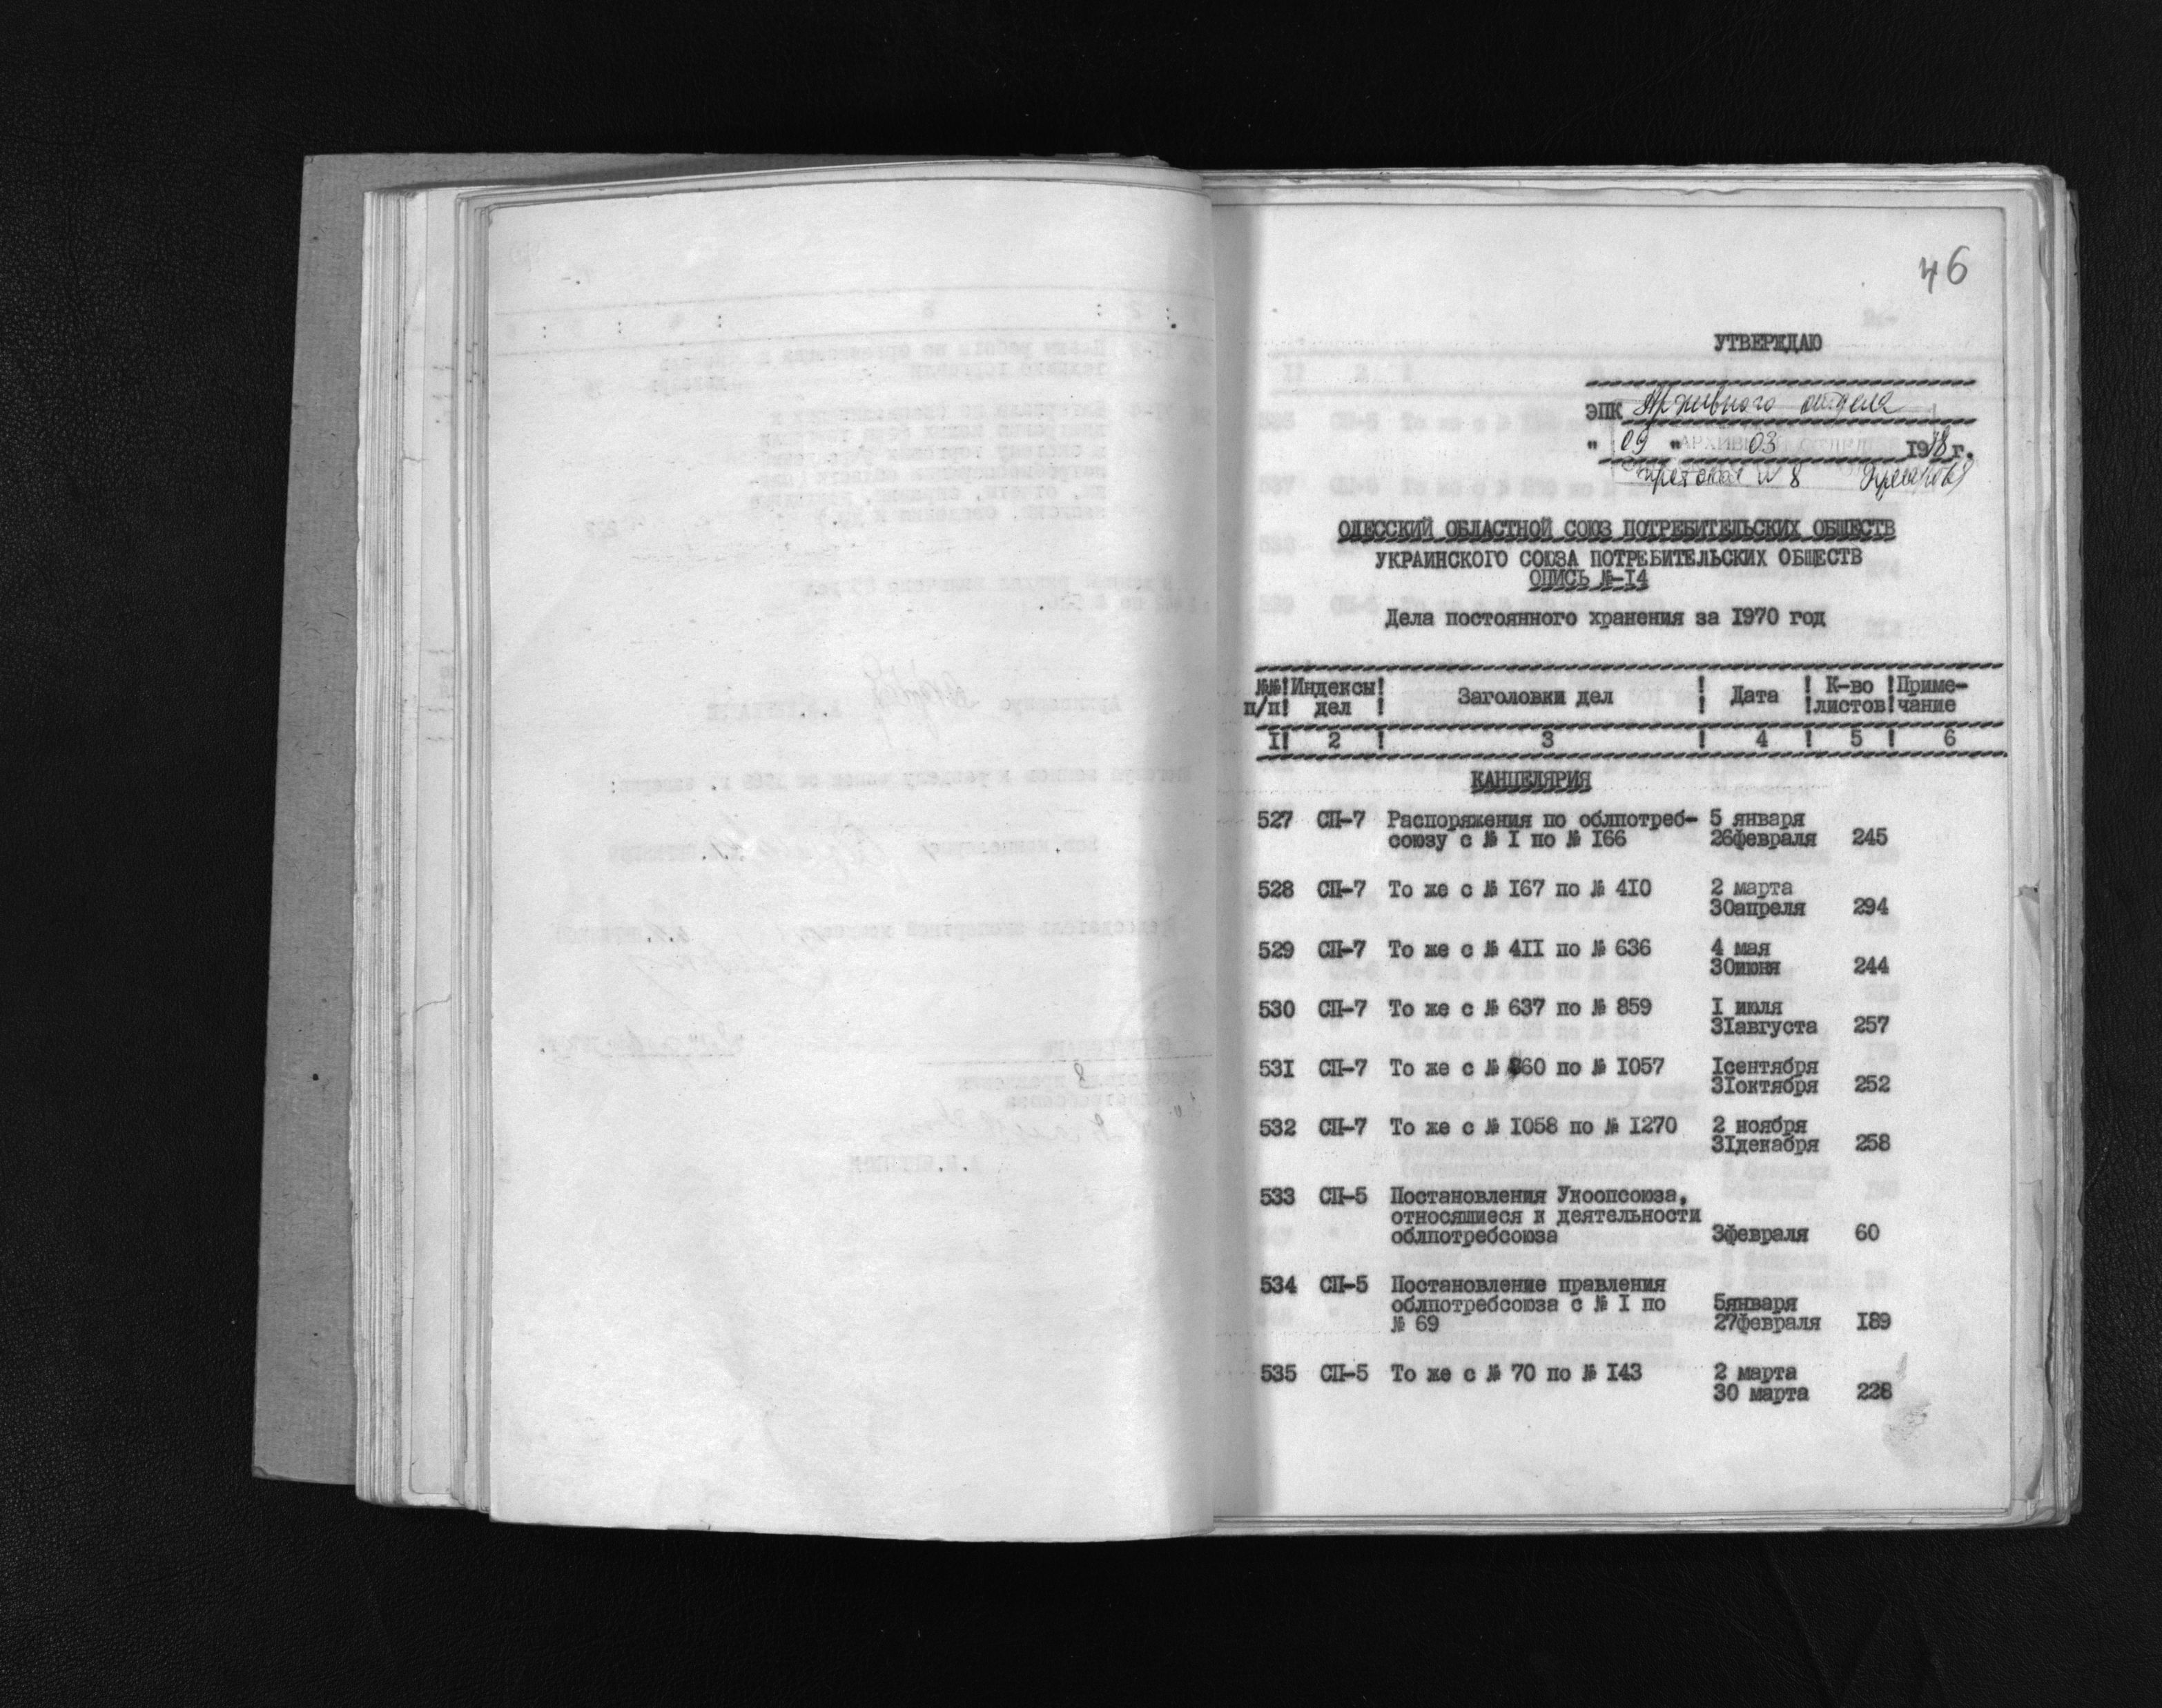 46
УТВЕРЖДАЮ
ЭПК Архивного отдела
" 09 " 03 1978 г.
протокол № 8
ОДЕССКИЙ ОБЛАСТНОЙ СОЮЗ ПОТРЕБИТЕЛЬСКИХ ОБЩЕСТВ
УКРАИНСКОГО СОЮЗА ПОТРЕБИТЕЛЬСКИХ ОБЩЕСТВ
ОПИСЬ №-I4
Дела постоянного хранения за I970 год
№№ ! Индексы ! Заголовки дел ! Дата ! К-во ! Приме-
п/п ! дел ! ! ! листов ! чание
I ! 2 ! 3 ! 4 ! 5 ! 6
КАНЦЕЛЯРИЯ
527 СП-7 Распоряжения по облпотреб- 5 января
союзу с № I по № I66 26февраля 245
528 СП-7 То же с № I67 по № 4I0 2 марта
30апреля 294
529 СП-7 То же с № 4II по № 636 4 мая
30июня 244
530 СП-7 То же с № 637 по № 859 I июля
3Iавгуста 257
53I СП-7 То же с № 860 по № I057 Iсентября
3Iоктября 252
532 СП-7 То же с № I058 по № I270 2 ноября
3Iдекабря 258
533 СП-5 Постановления Укоопсоюза,
относящиеся к деятельности
облпотребсоюза 3февраля 60
534 СП-5 Постановление правления
облпотребсоюза с № I по 5января
№ 69 27февраля I89
535 СП-5 То же с № 70 по № I43 2 марта
30 марта 228